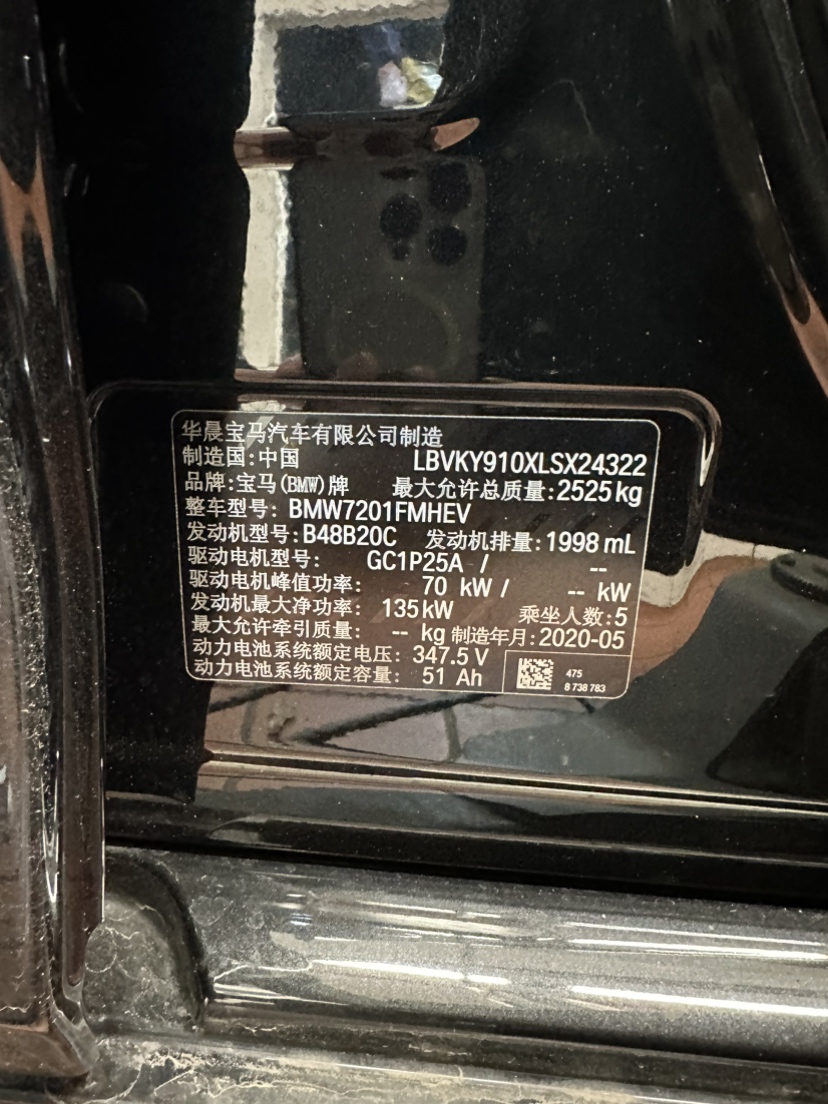 华晨宝马汽车有限公司制造
制造国:中国 LBVKY910XLSX24322
品牌:宝马(BMW)牌 最大允许总质量:2525kg
整车型号: BMW7201FMHEV
发动机型号:B48B20C 发动机排量:1998 mL
驱动电机型号: GC1P25A / --
驱动电机峰值功率: 70 kW / -- kW
发动机最大净功率: 135kW 乘坐人数:5
最大允许牵引质量: -- kg 制造年月:2020-05
动力电池系统额定电压: 347.5 V
动力电池系统额定容量: 51 Ah
475
8 738 783